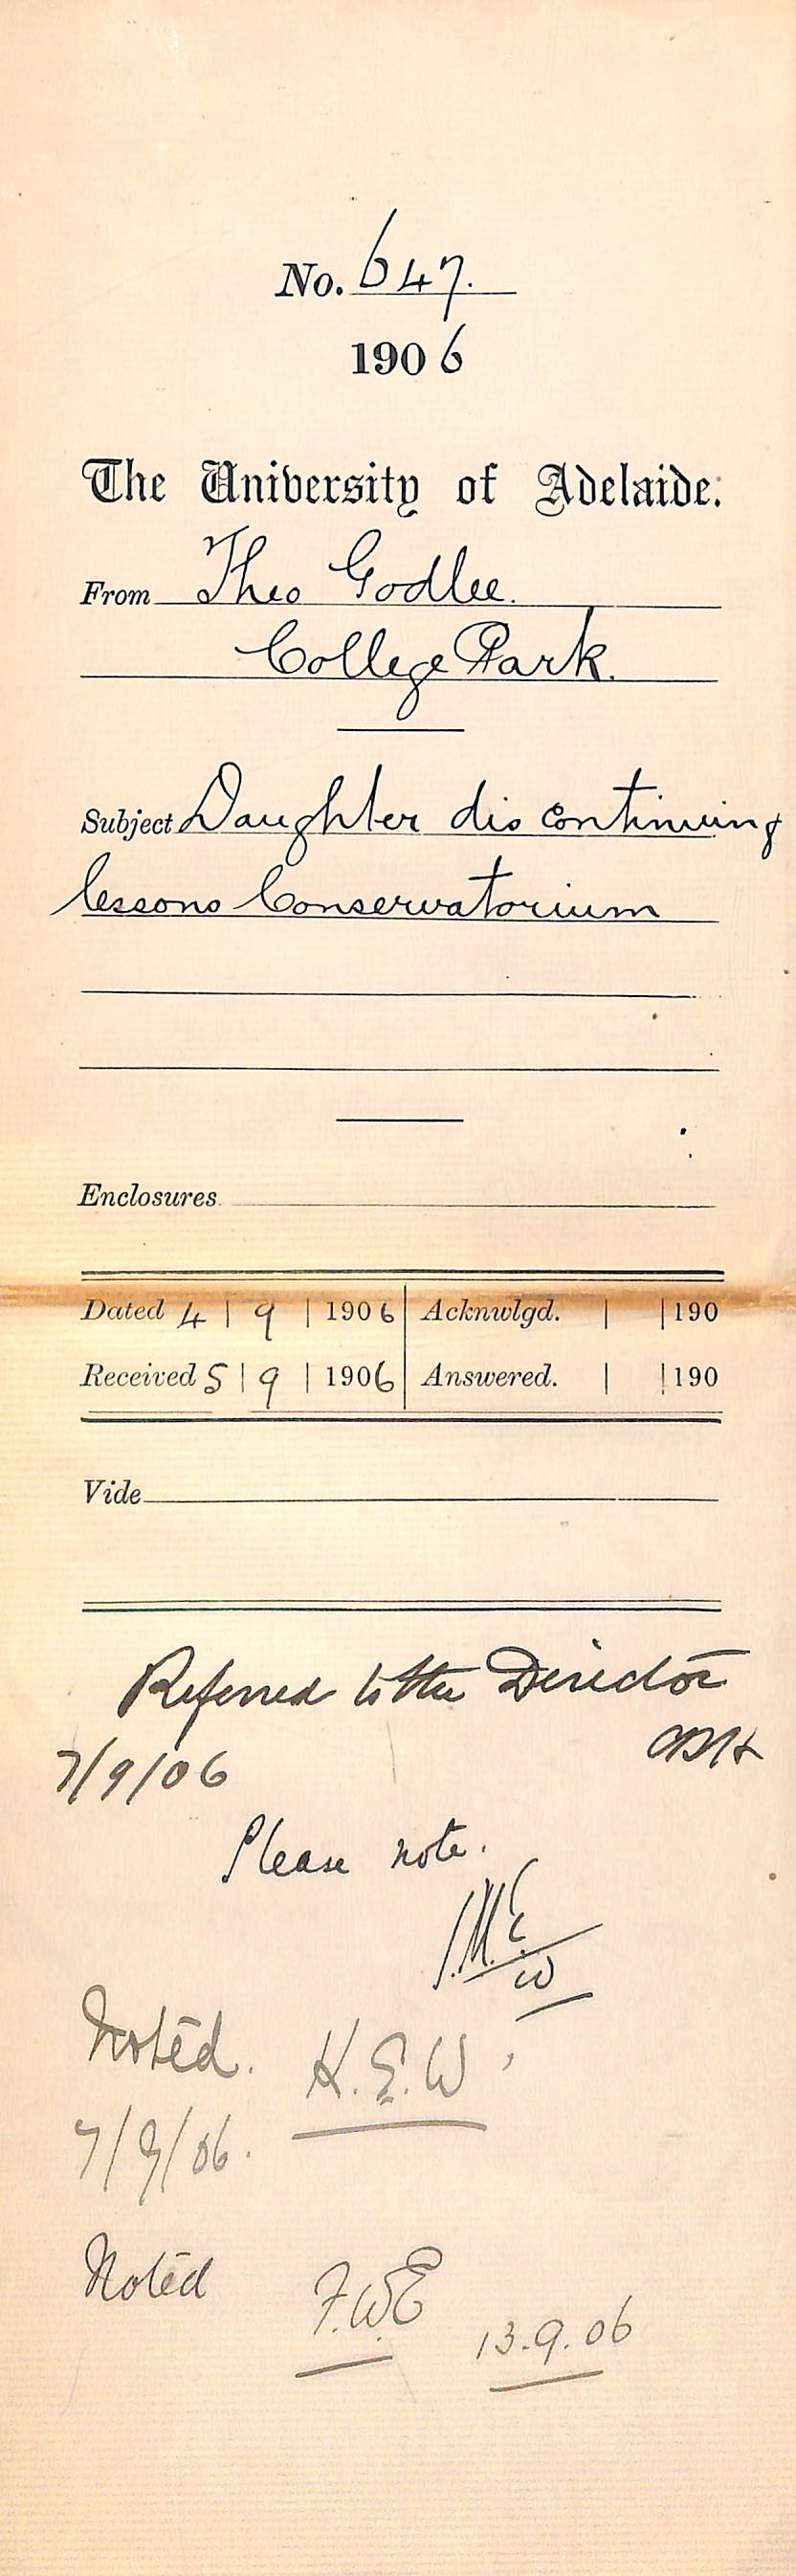 No. 647.
1906
The University of Adelaide.
From Theo Godlee.
College Park.
Subject Daughter discontinuing
lessons Conservatorium
Enclosures
Dated 4 | 9 | 1906 Acknwlgd. | | 190
Received 5 | 9 | 1906 Answered. | | 190
Vide
Referred to the Director
7/9/06
Please note.
Noted. H.E.W.
7/9/06.
Noted F.W.E 13.9.06